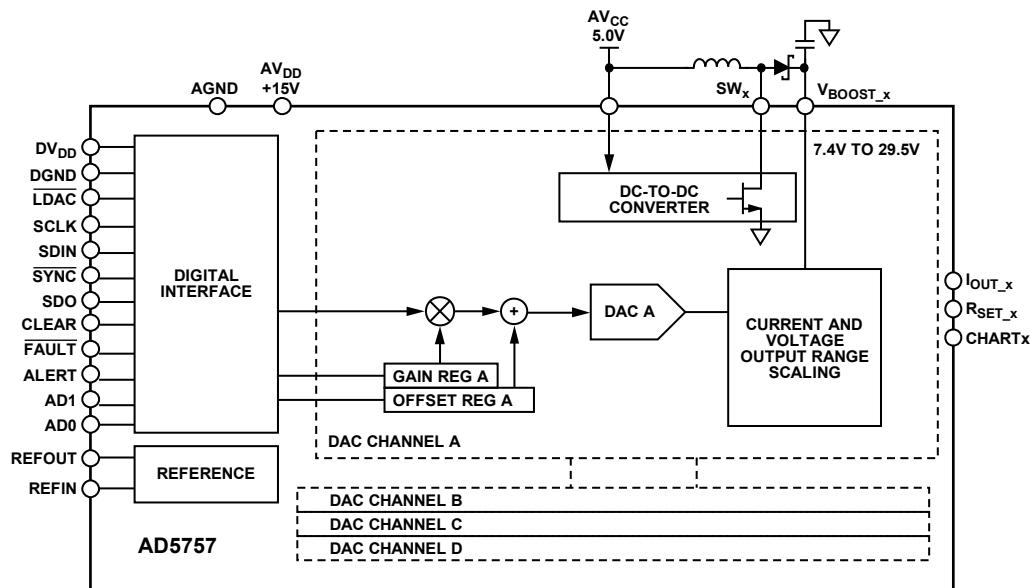 AVCC
5.0V
AVDD
+15V
AGND
SWx
VBOOST_x
DVDD
DGND
LDAC
SCLK
SDIN
SYNC
SDO
CLEAR
FAULT
ALERT
AD1
AD0
REFOUT
REFIN
DIGITAL
INTERFACE
REFERENCE
7.4V TO 29.5V
DC-TO-DC
CONVERTER
+
DAC A
CURRENT AND
VOLTAGE
OUTPUT RANGE
SCALING
GAIN REG A
OFFSET REG A
DAC CHANNEL A
IOUT_x
RSET_x
CHARTx
DAC CHANNEL B
DAC CHANNEL C
DAC CHANNEL D
AD5757